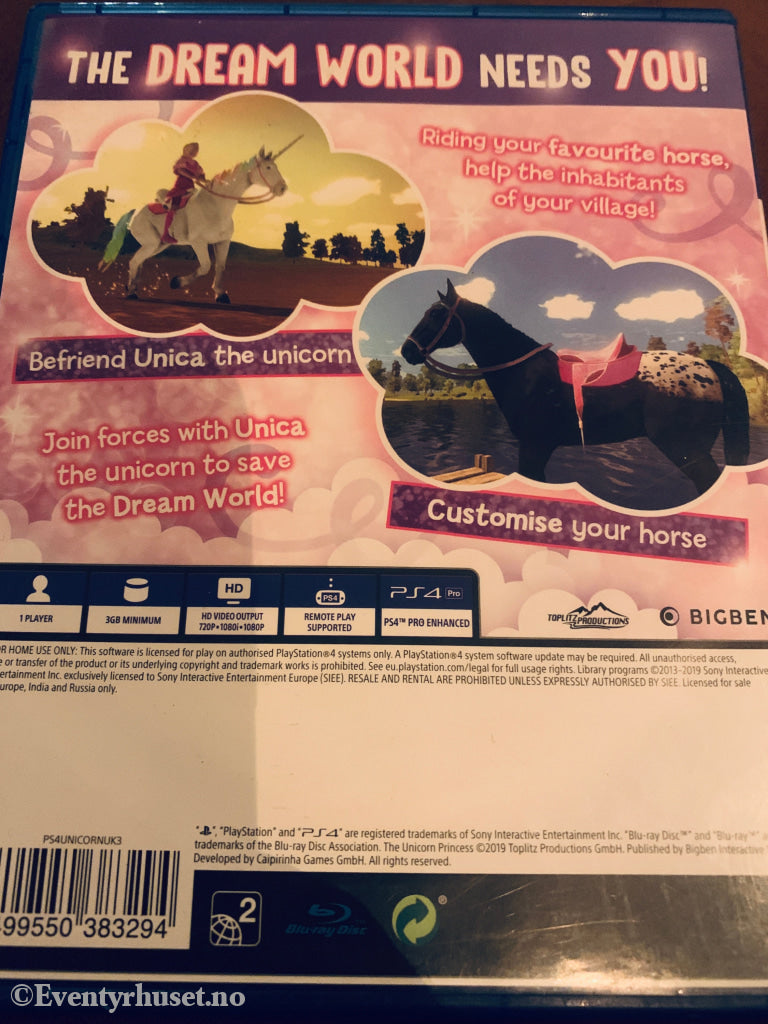 THE DREAM WORLD NEEDS YOU!
Riding your favourite horse,
help the inhabitants
of your village!
Befriend Unica the unicorn
Join forces with Unica
the unicorn to save
the Dream World!
Customise your horse
1 PLAYER
3GB MINIMUM
HD
HD VIDEO OUTPUT
720P•1080i•1080P
PS4
REMOTE PLAY
SUPPORTED
PS4 Pro
PS4™ PRO ENHANCED
TOPLITZ PRODUCTIONS
BIGBEN
OR HOME USE ONLY: This software is licensed for play on authorised PlayStation®4 systems only. A PlayStation®4 system software update may be required. All unauthorised access,
e or transfer of the product or its underlying copyright and trademark works is prohibited. See eu.playstation.com/legal for full usage rights. Library programs ©2013-2019 Sony Interactive
ertainment Inc. exclusively licensed to Sony Interactive Entertainment Europe (SIEE). RESALE AND RENTAL ARE PROHIBITED UNLESS EXPRESSLY AUTHORISED BY SIEE. Licensed for sale
urope, India and Russia only.
PS4UNICORNUK3
99550 383294
"PlayStation" and "PS4" are registered trademarks of Sony Interactive Entertainment Inc. "Blu-ray Disc™" and "Blu-ray™"
trademarks of the Blu-ray Disc Association. The Unicorn Princess ©2019 Toplitz Productions GmbH. Published by Bigben Interactive
Developed by Caipirinha Games GmbH. All rights reserved.
2
Blu-ray Disc
®
©Eventyrhuset.no